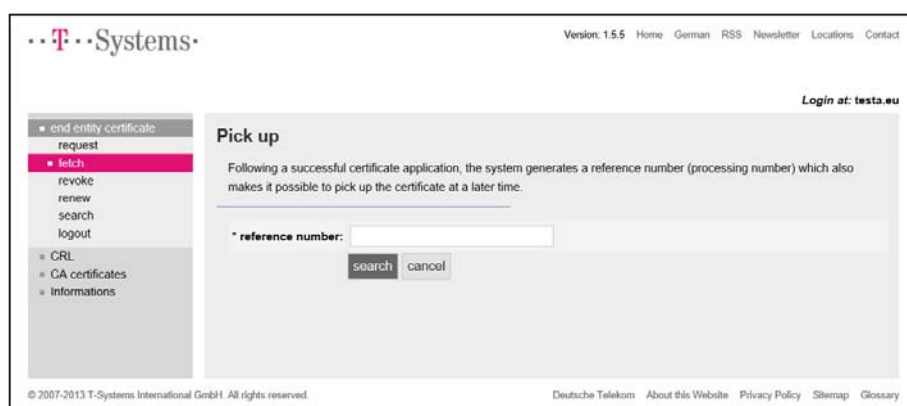 ··T··Systems·
Version: 1.5.5 Home German RSS Newsletter Locations Contact
Login at: testa.eu
end entity certificate
request
fetch
revoke
renew
search
logout
CRL
CA certificates
Informations
Pick up
Following a successful certificate application, the system generates a reference number (processing number) which also
makes it possible to pick up the certificate at a later time.
* reference number:
search cancel
© 2007-2013 T-Systems International GmbH. All rights reserved.
Deutsche Telekom About this Website Privacy Policy Sitemap Glossary